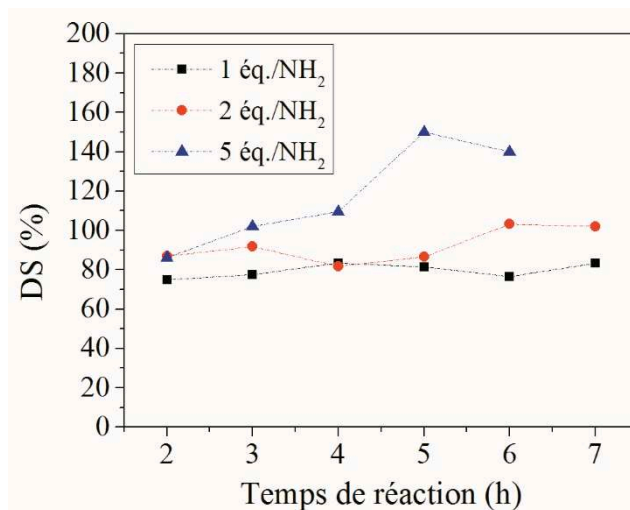 200
180
160
140
120
100
80
60
40
20
0
DS (%)
1 éq./NH₂
2 éq./NH₂
5 éq./NH₂
2 3 4 5 6 7
Temps de réaction (h)